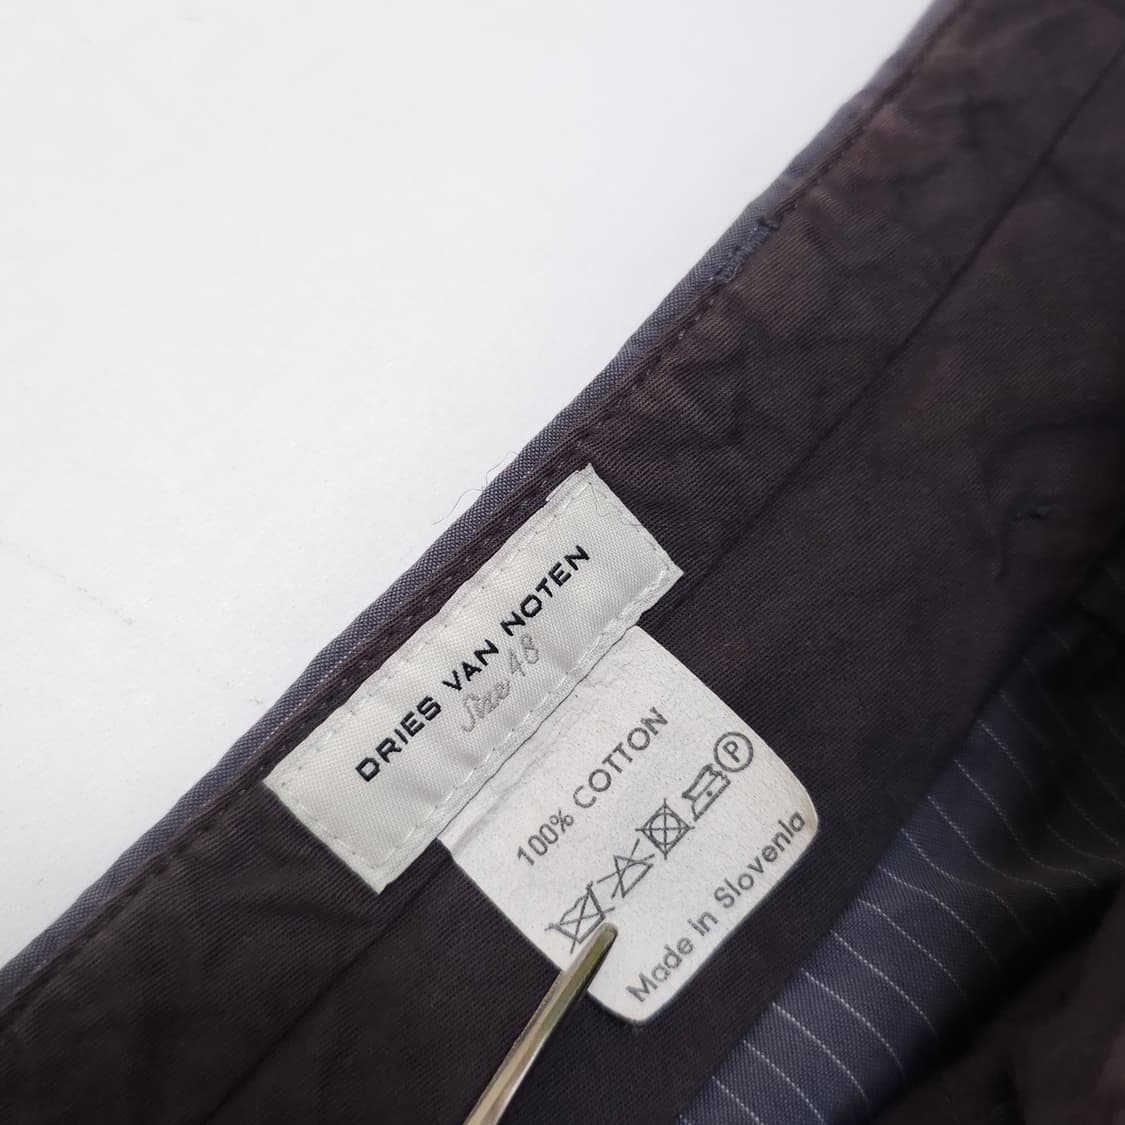 DRIES VAN NOTEN
Size 48
100% COTTON
P
Made in Slovenia